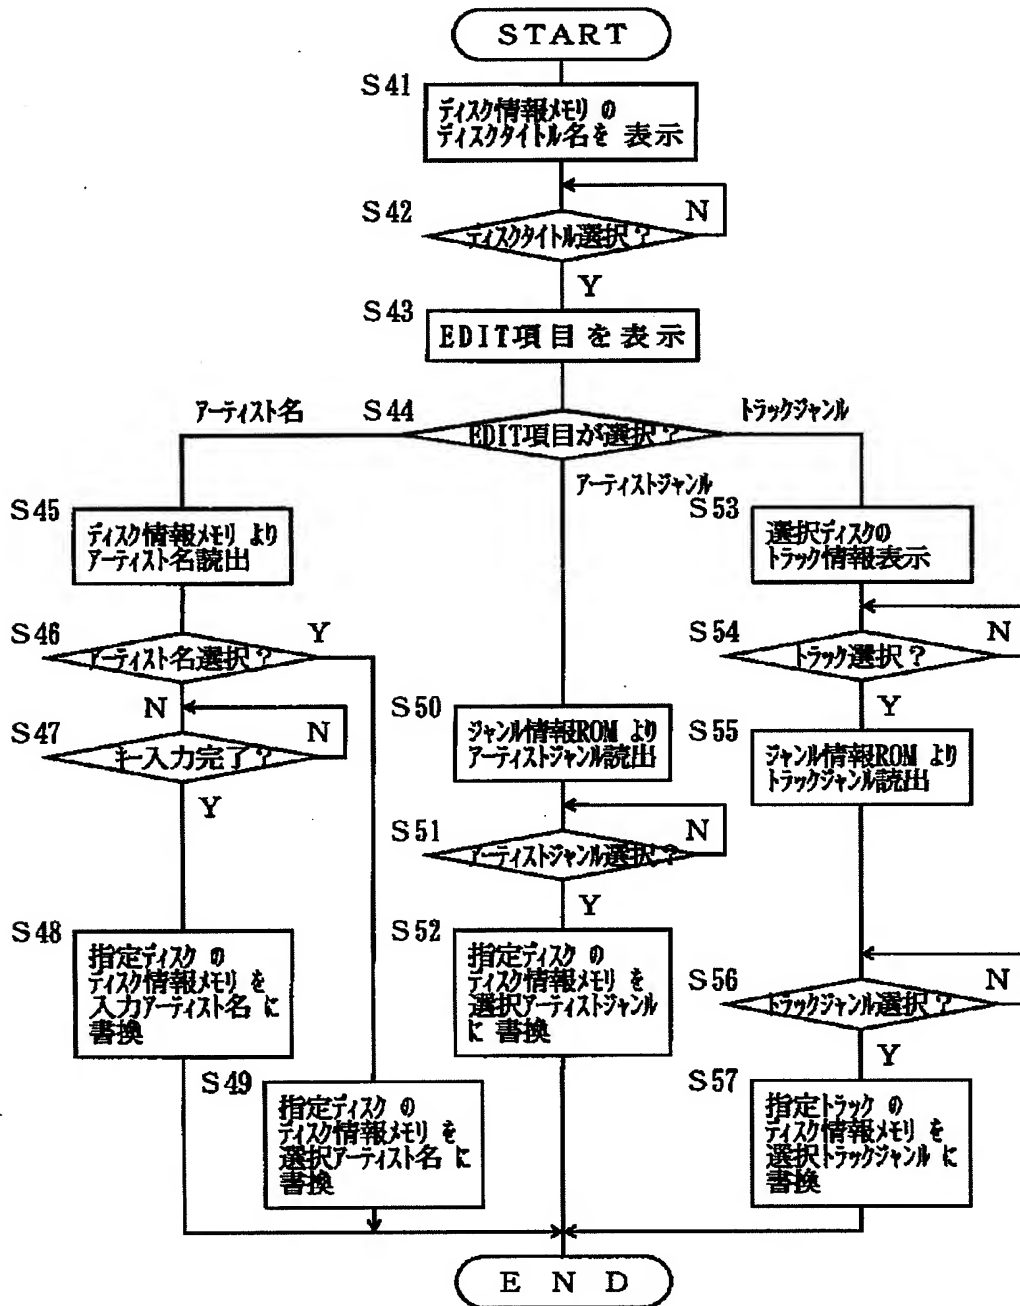 START
S41
ディスク情報メモリ の
ディスクタイトル名を 表示
S42
ディスクタイトル選択？
N
Y
S43
EDIT項目を表示
S44
EDIT項目が選択？
アーティスト名
アーティストジャンル
トラックジャンル
S45
ディスク情報メモリ より
アーティスト名読出
S46
アーティスト名選択？
Y
N
S47
キー入力完了？
N
Y
S48
指定ディスク の
ディスク情報メモリ を
入力アーティスト名 に
書換
S49
指定ディスク の
ディスク情報メモリ を
選択アーティスト名 に
書換
S50
ジャンル情報ROM より
アーティストジャンル読出
S51
アーティストジャンル選択？
N
Y
S52
指定ディスク の
ディスク情報メモリ を
選択アーティストジャンル
に 書換
S53
選択ディスクの
トラック情報表示
S54
トラック選択？
N
Y
S55
ジャンル情報ROM より
トラックジャンル読出
S56
トラックジャンル選択？
N
Y
S57
指定トラック の
ディスク情報メモリ を
選択トラックジャンル に
書換
END